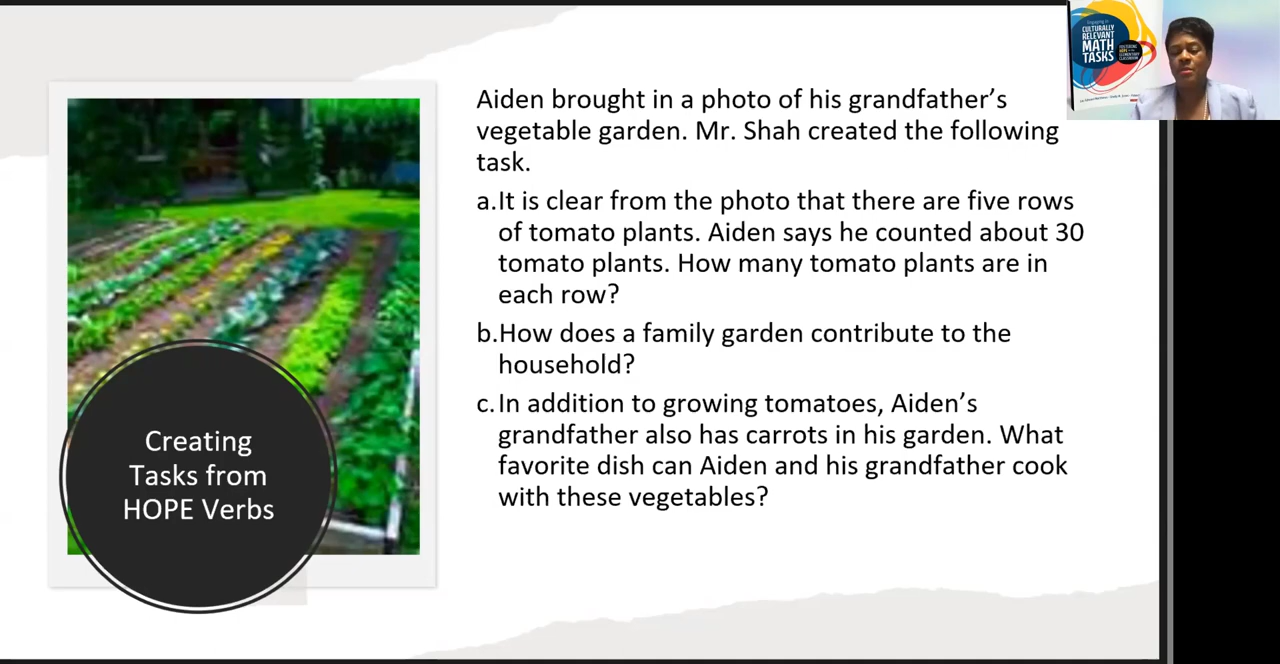 Aiden brought in a photo of his grandfather's
vegetable garden. Mr. Shah created the following
task.
a.It is clear from the photo that there are five rows
of tomato plants. Aiden says he counted about 30
tomato plants. How many tomato plants are in
each row?
b.How does a family garden contribute to the
household?
c.In addition to growing tomatoes, Aiden's
grandfather also has carrots in his garden. What
favorite dish can Aiden and his grandfather cook
with these vegetables?
Creating
Tasks from
HOPE Verbs
Engaging in
CULTURALLY
RELEVANT
MATH
TASKS